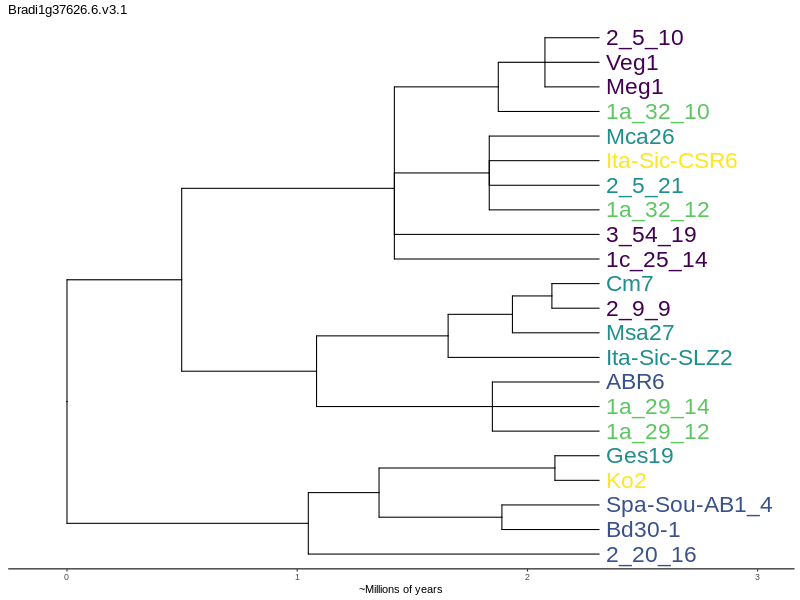 Bradi1g37626.6.v3.1
2_5_10
Veg1
Meg1
1a_32_10
Mca26
Ita-Sic-CSR6
2_5_21
1a_32_12
3_54_19
1c_25_14
Cm7
2_9_9
Msa27
Ita-Sic-SLZ2
ABR6
1a_29_14
1a_29_12
Ges19
Ko2
Spa-Sou-AB1_4
Bd30-1
2_20_16
0 1 2 3
~Millions of years